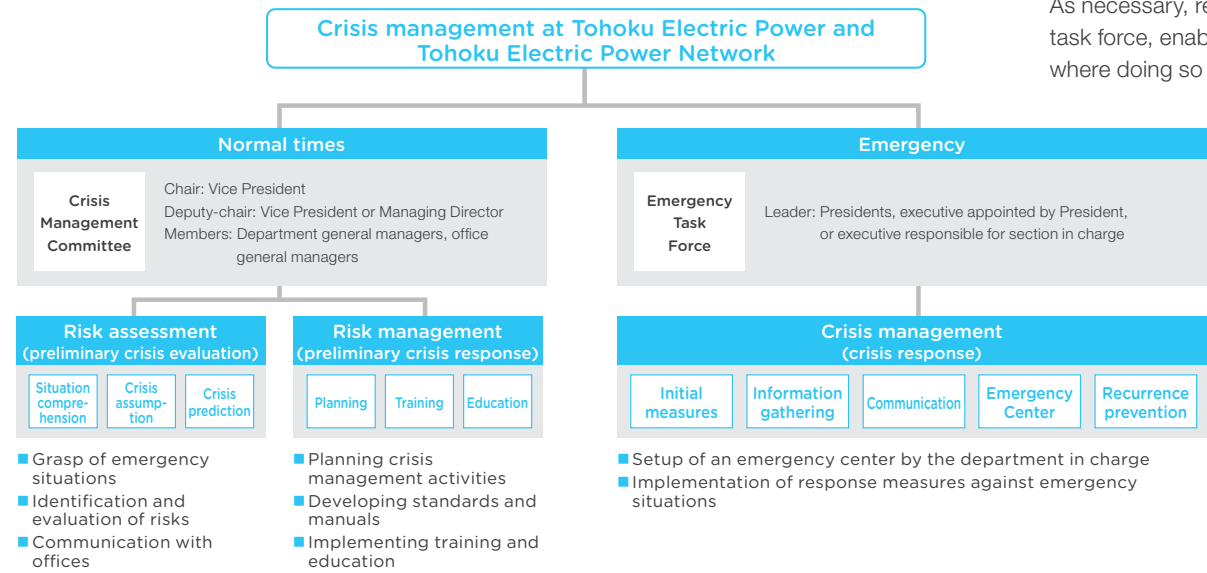 As necessary, re
task force, enab
where doing so
Crisis management at Tohoku Electric Power and
Tohoku Electric Power Network
Normal times
Crisis
Management
Committee
Chair: Vice President
Deputy-chair: Vice President or Managing Director
Members: Department general managers, office
general managers
Risk assessment
(preliminary crisis evaluation)
Situation
compre-
hension
Crisis
assump-
tion
Crisis
prediction
Grasp of emergency
situations
Identification and
evaluation of risks
Communication with
offices
Risk management
(preliminary crisis response)
Planning
Training
Education
Planning crisis
management activities
Developing standards and
manuals
Implementing training and
education
Emergency
Emergency
Task
Force
Leader: Presidents, executive appointed by President,
or executive responsible for section in charge
Crisis management
(crisis response)
Initial
measures
Information
gathering
Communication
Emergency
Center
Recurrence
prevention
Setup of an emergency center by the department in charge
Implementation of response measures against emergency
situations